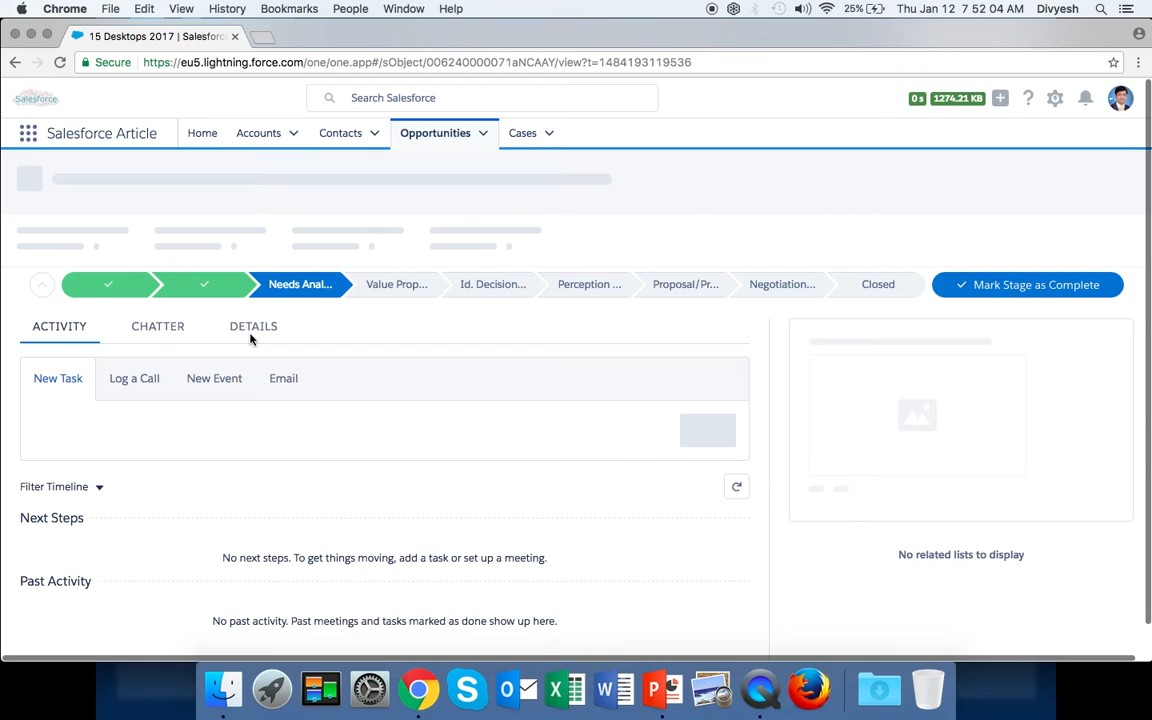 Chrome File Edit View History Bookmarks People Window Help 25% Thu Jan 12 7 52 04 AM Divyesh
15 Desktops 2017 | Salesforc
Secure https://eu5.lightning.force.com/one/one.app#/sObject/006240000071aNCAAY/view?t=1484193119536
Salesforce Search Salesforce 0 s 1274.21 KB
Salesforce Article Home Accounts Contacts Opportunities Cases
Needs Anal... Value Prop... Id. Decision... Perception ... Proposal/Pr... Negotiation... Closed Mark Stage as Complete
ACTIVITY CHATTER DETAILS
New Task Log a Call New Event Email
Filter Timeline
Next Steps
No next steps. To get things moving, add a task or set up a meeting.
No related lists to display
Past Activity
No past activity. Past meetings and tasks marked as done show up here.